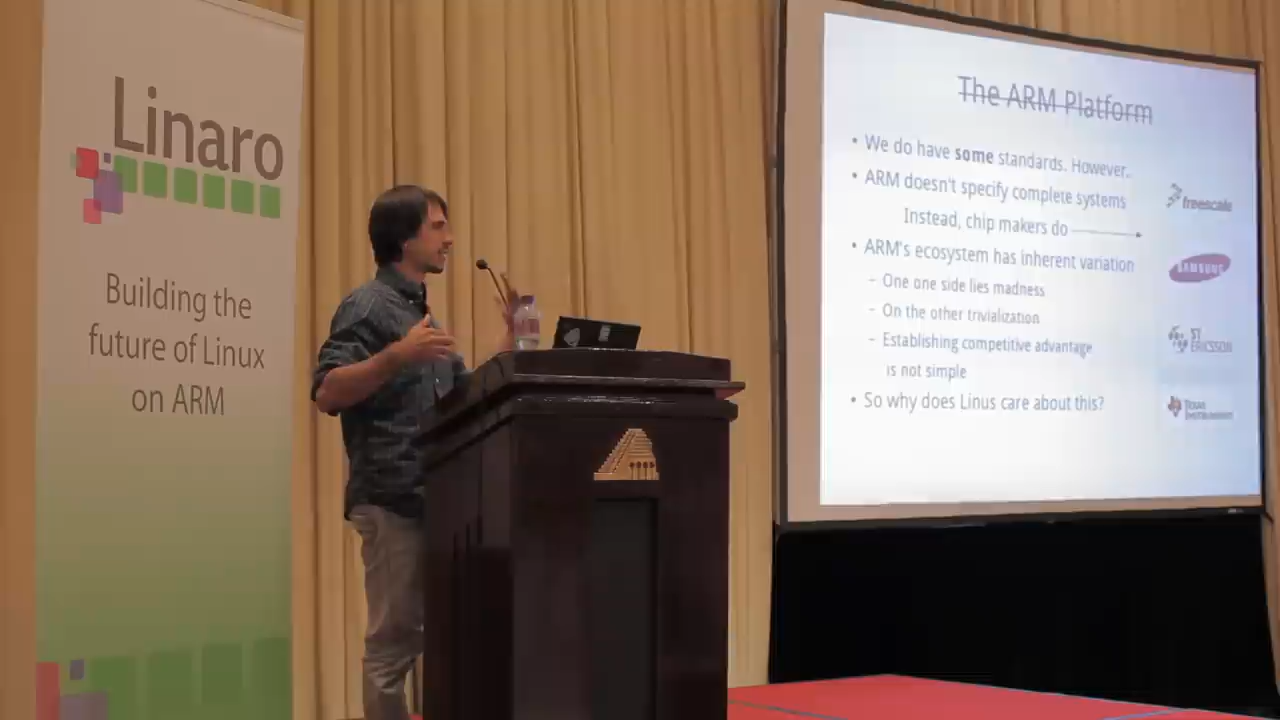 Linaro
Building the
future of Linux
on ARM
The ARM Platform
• We do have some standards. However..
• ARM doesn't specify complete systems
Instead, chip makers do
• ARM's ecosystem has inherent variation
– One one side lies madness
– On the other trivialization
– Establishing competitive advantage
is not simple
• So why does Linus care about this?
freescale
SAMSUNG
ST
ERICSSON
TEXAS
INSTRUMENTS